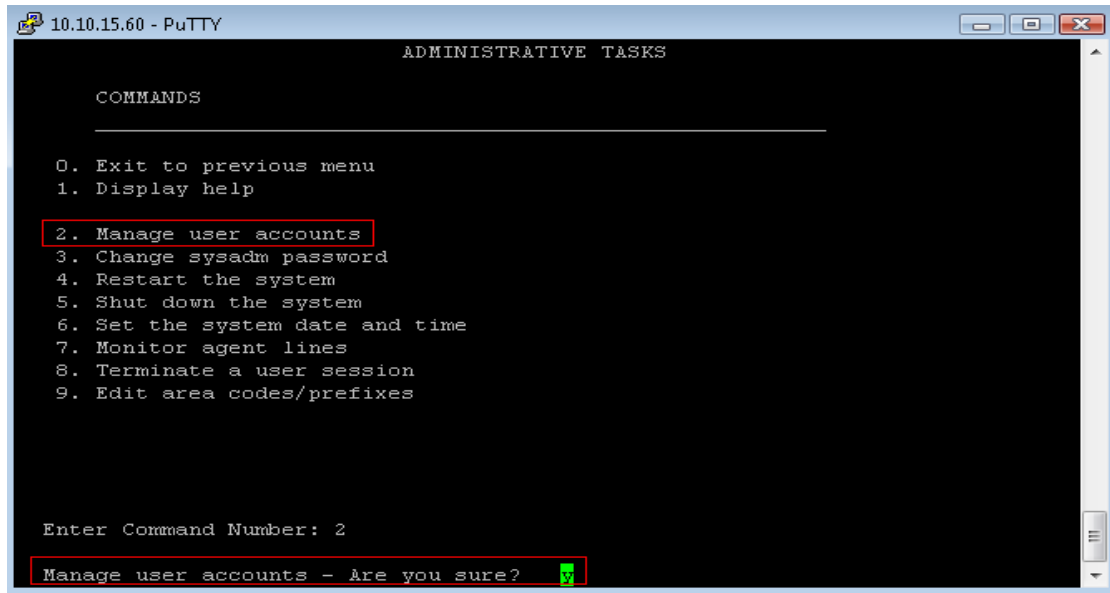 10.10.15.60 - PuTTY
ADMINISTRATIVE TASKS
COMMANDS
0. Exit to previous menu
1. Display help
2. Manage user accounts
3. Change sysadm password
4. Restart the system
5. Shut down the system
6. Set the system date and time
7. Monitor agent lines
8. Terminate a user session
9. Edit area codes/prefixes
Enter Command Number: 2
Manage user accounts - Are you sure? y